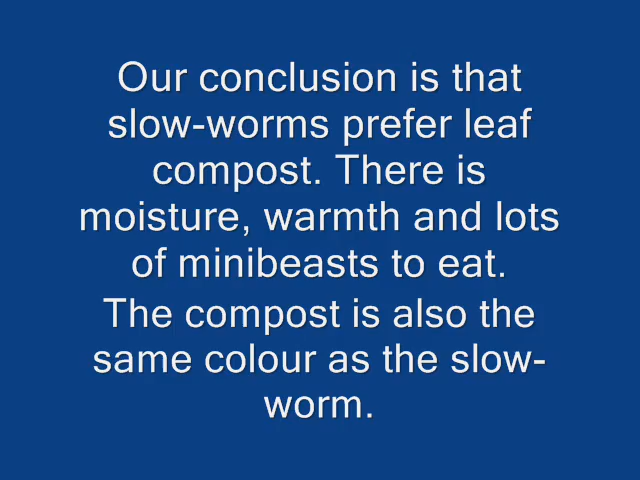 Our conclusion is that
slow-worms prefer leaf
compost. There is
moisture, warmth and lots
of minibeasts to eat.
The compost is also the
same colour as the slow-
worm.